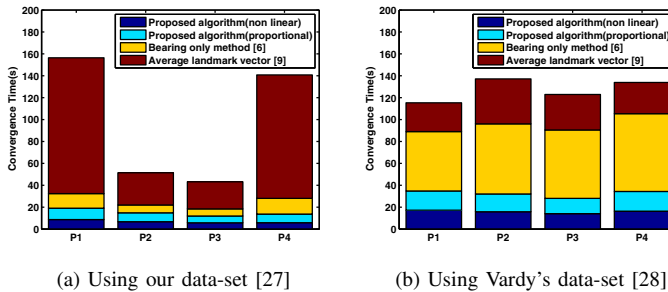 200
180
160
140
120
100
80
60
40
20
0
Convergence Time(s)
Proposed algorithm(non linear)
Proposed algorithm(proportional)
Bearing only method [6]
Average landmark vector [9]
P1 P2 P3 P4
(a) Using our data-set [27]
200
180
160
140
120
100
80
60
40
20
0
Convergence Time(s)
Proposed algorithm(non linear)
Proposed algorithm(proportional)
Bearing only method [6]
Average landmark vector [9]
P1 P2 P3 P4
(b) Using Vardy's data-set [28]